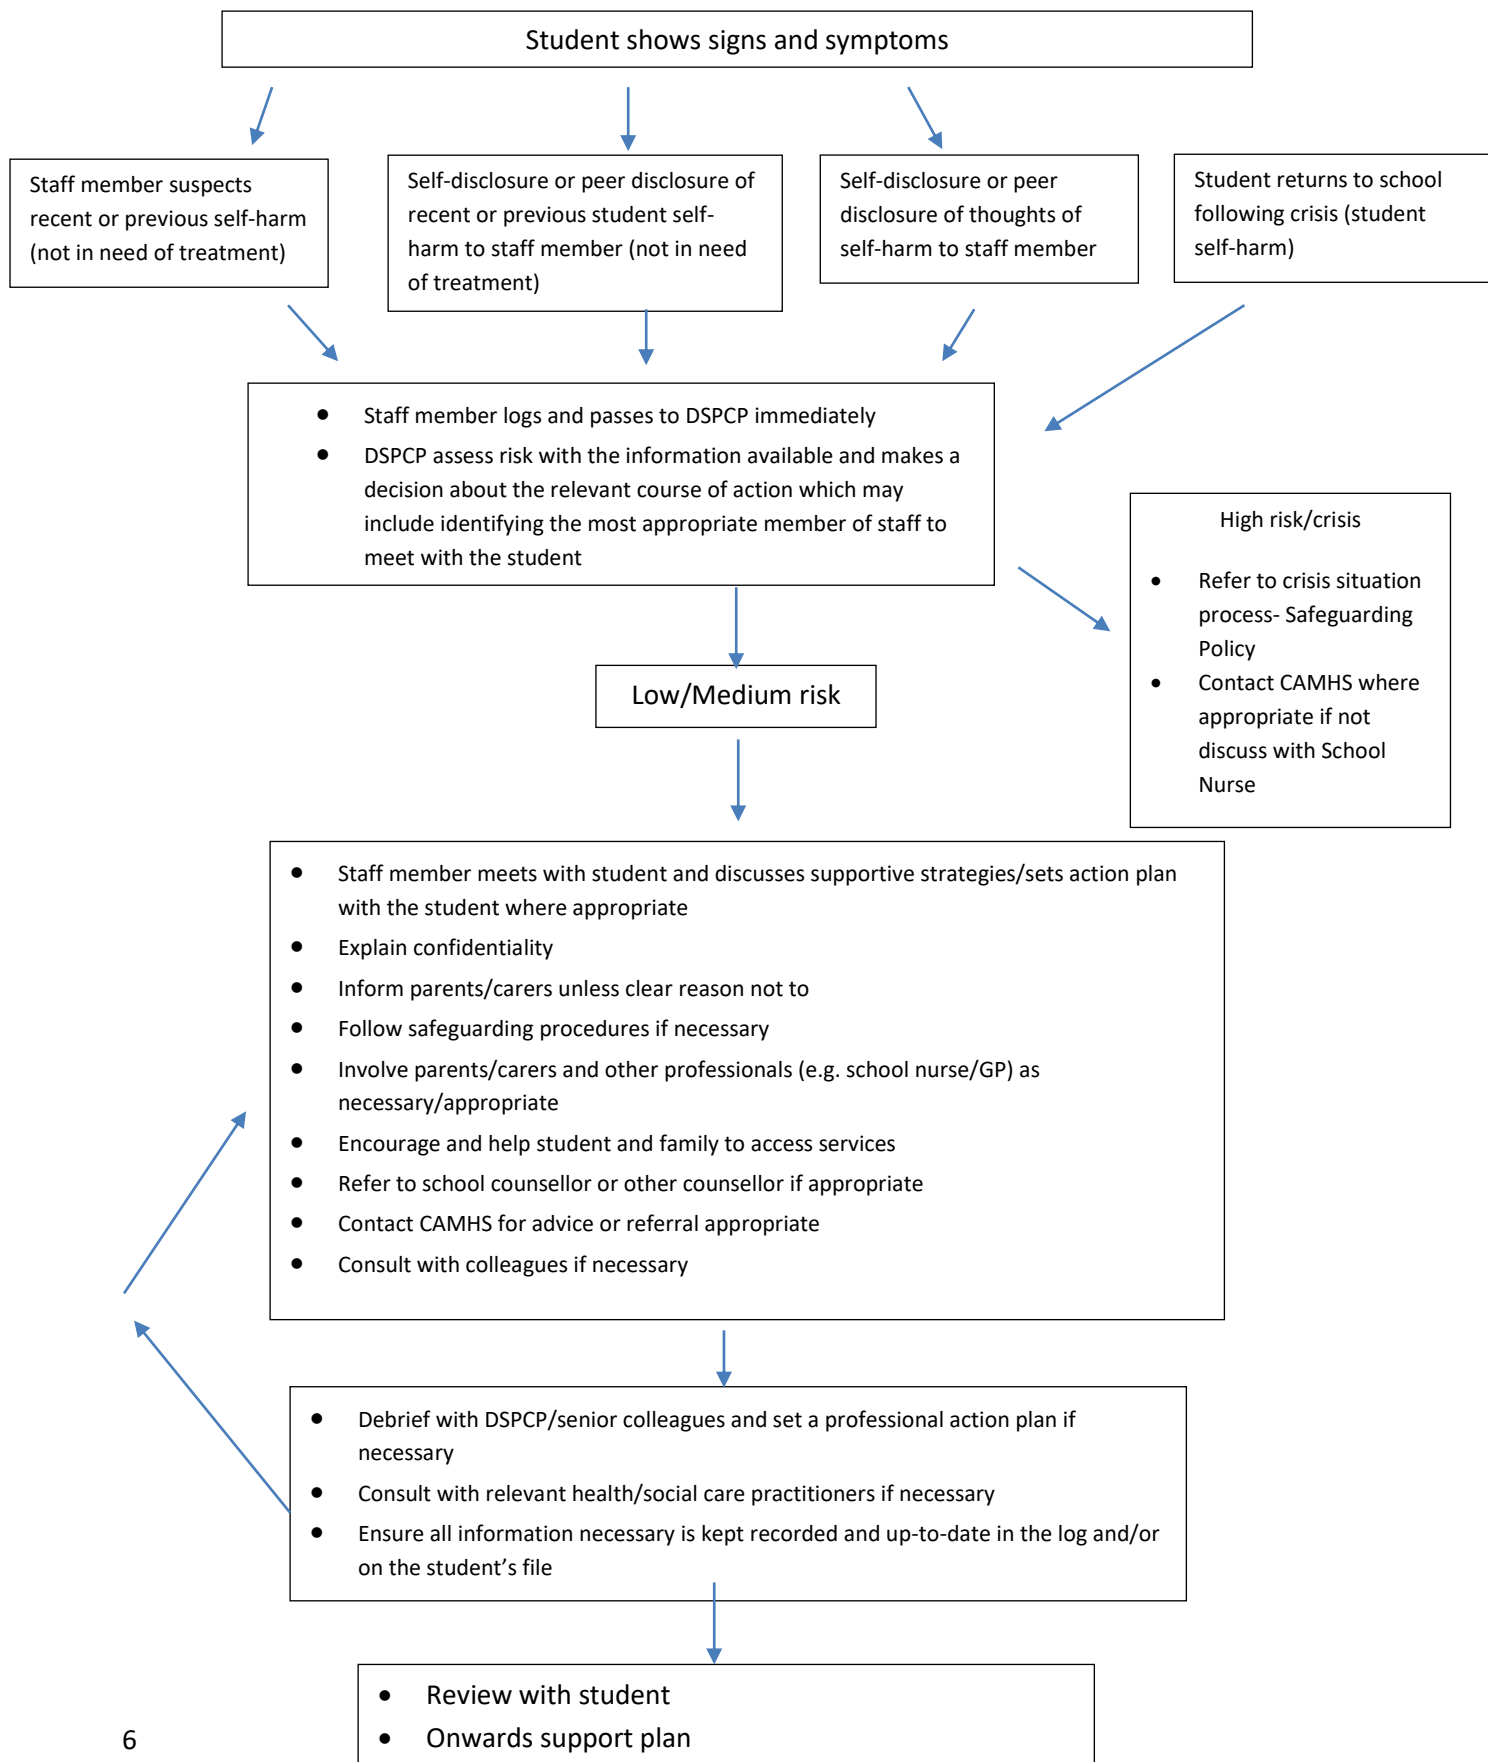 Student shows signs and symptoms
Staff member suspects
recent or previous self-harm
(not in need of treatment)
Self-disclosure or peer disclosure of
recent or previous student self-
harm to staff member (not in need
of treatment)
Self-disclosure or peer
disclosure of thoughts of
self-harm to staff member
Student returns to school
following crisis (student
self-harm)
● Staff member logs and passes to DSPCP immediately
● DSPCP assess risk with the information available and makes a
decision about the relevant course of action which may
include identifying the most appropriate member of staff to
meet with the student
High risk/crisis
● Refer to crisis situation
process- Safeguarding
Policy
● Contact CAMHS where
appropriate if not
discuss with School
Nurse
Low/Medium risk
● Staff member meets with student and discusses supportive strategies/sets action plan
with the student where appropriate
● Explain confidentiality
● Inform parents/carers unless clear reason not to
● Follow safeguarding procedures if necessary
● Involve parents/carers and other professionals (e.g. school nurse/GP) as
necessary/appropriate
● Encourage and help student and family to access services
● Refer to school counsellor or other counsellor if appropriate
● Contact CAMHS for advice or referral appropriate
● Consult with colleagues if necessary
● Debrief with DSPCP/senior colleagues and set a professional action plan if
necessary
● Consult with relevant health/social care practitioners if necessary
● Ensure all information necessary is kept recorded and up-to-date in the log and/or
on the student’s file
● Review with student
● Onwards support plan
6